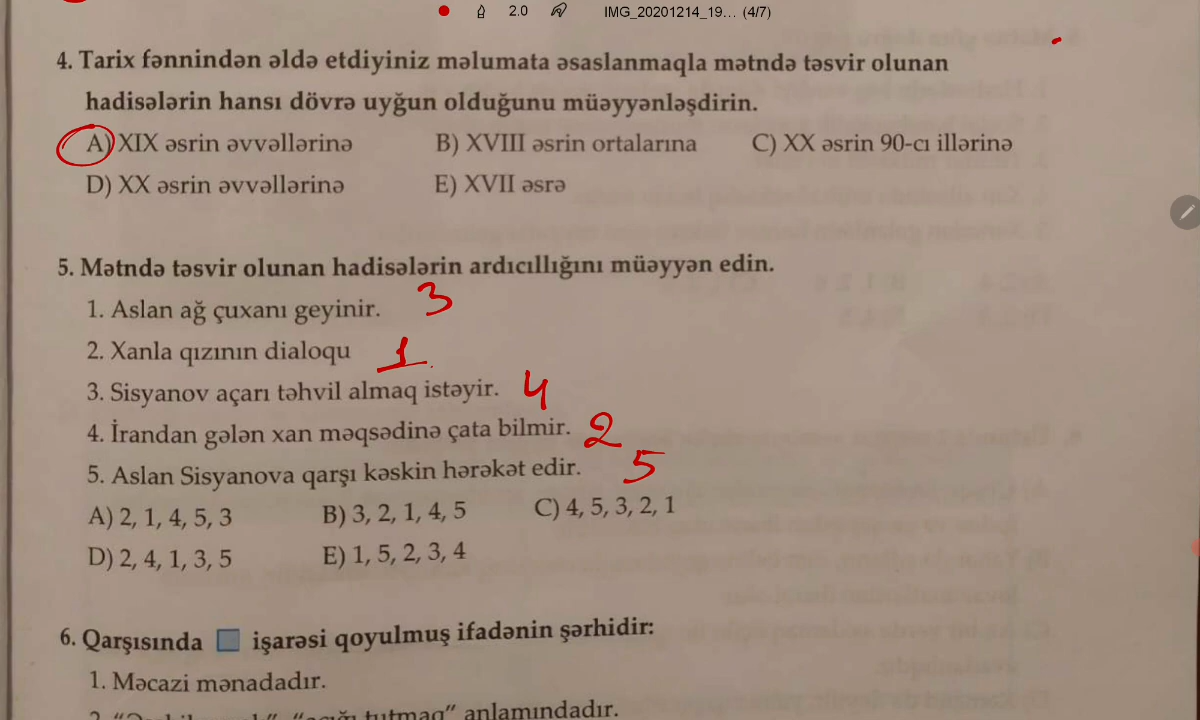 2.0 IMG_20201214_19... (4/7)
4. Tarix fənnindən əldə etdiyiniz məlumata əsaslanmaqla mətndə təsvir olunan
hadisələrin hansı dövrə uyğun olduğunu müəyyənləşdirin.
A) XIX əsrin əvvəllərinə B) XVIII əsrin ortalarına C) XX əsrin 90-cı illərinə
D) XX əsrin əvvəllərinə E) XVII əsrə
5. Mətndə təsvir olunan hadisələrin ardıcıllığını müəyyən edin.
1. Aslan ağ çuxanı geyinir. 3
2. Xanla qızının dialoqu 1
3. Sisyanov açarı təhvil almaq istəyir. 4
4. İrandan gələn xan məqsədinə çata bilmir. 2
5. Aslan Sisyanova qarşı kəskin hərəkət edir. 5
A) 2, 1, 4, 5, 3 B) 3, 2, 1, 4, 5 C) 4, 5, 3, 2, 1
D) 2, 4, 1, 3, 5 E) 1, 5, 2, 3, 4
6. Qarşısında işarəsi qoyulmuş ifadənin şərhidir:
1. Məcazi mənadadır.
tutmaq” anlamındadır.